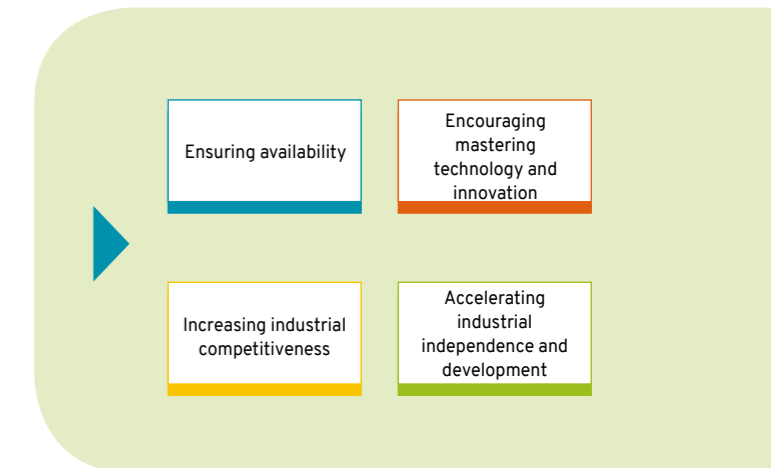 Ensuring availability
Encouraging
mastering
technology and
innovation
Increasing industrial
competitiveness
Accelerating
industrial
independence and
development